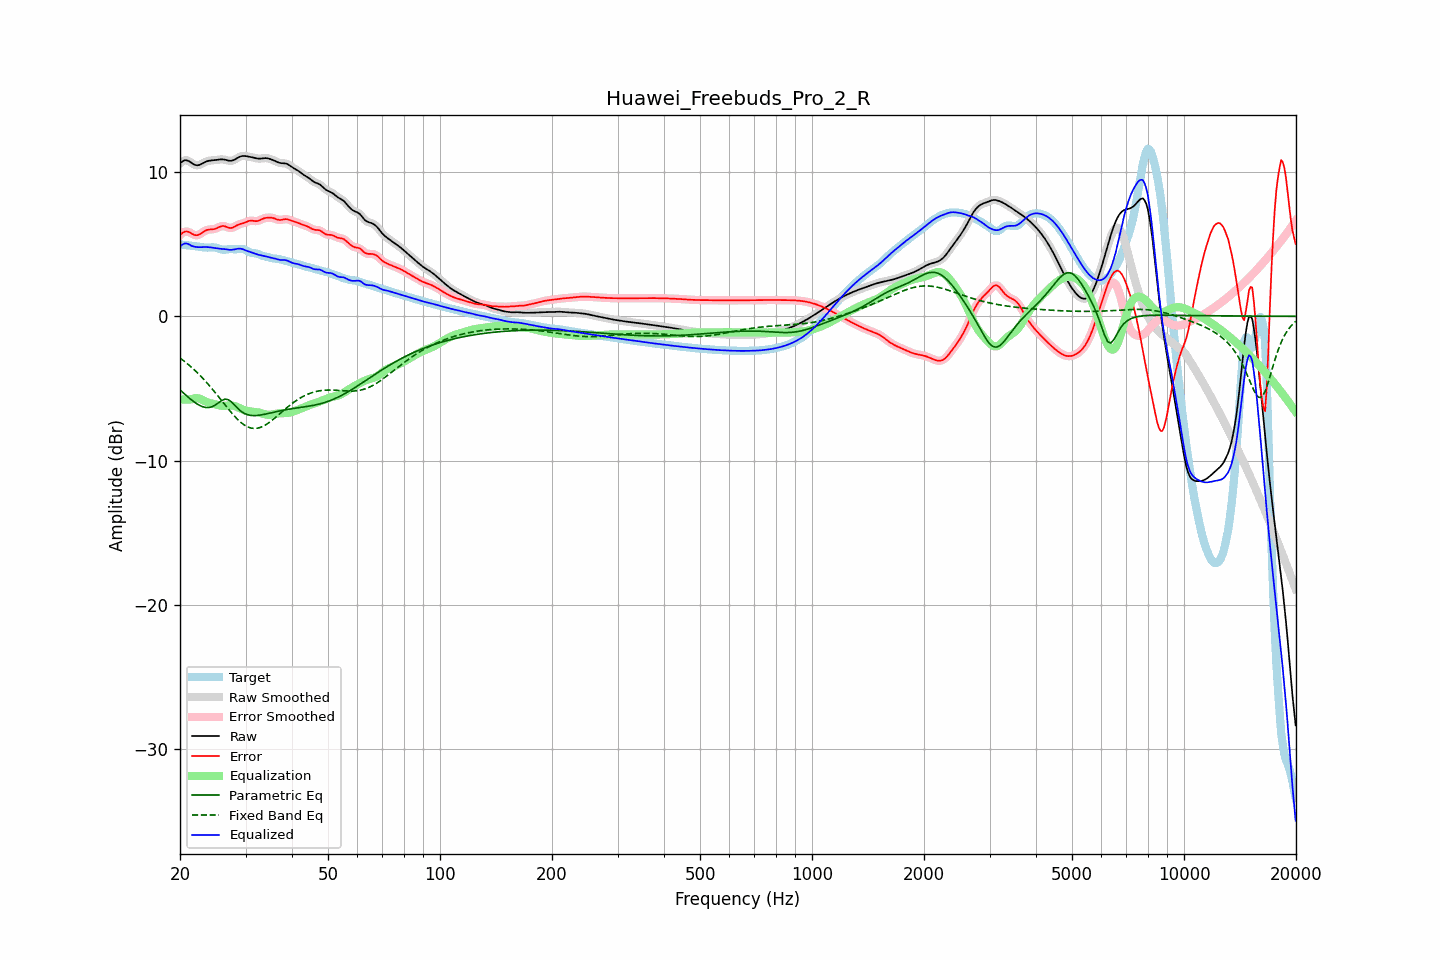 Huawei_Freebuds_Pro_2_R
10
0
−10
−20
−30
Amplitude (dBr)
Target
Raw Smoothed
Error Smoothed
Raw
Error
Equalization
Parametric Eq
Fixed Band Eq
Equalized
20 50 100 200 500 1000 2000 5000 10000 20000
Frequency (Hz)